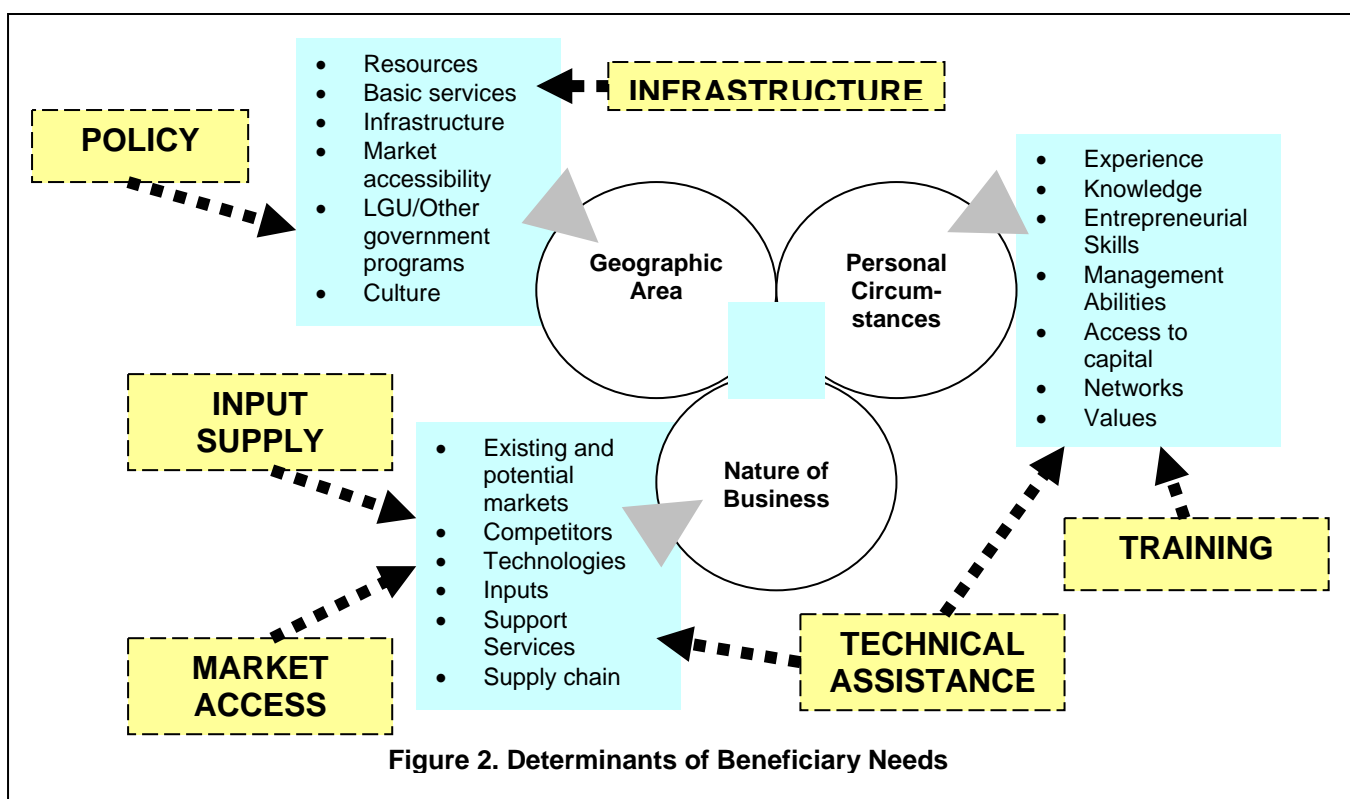 POLICY
• Resources
• Basic services
• Infrastructure
• Market
accessibility
• LGU/Other
government
programs
• Culture
INFRASTRUCTURE
Geographic
Area
Personal
Circum-
stances
• Experience
• Knowledge
• Entrepreneurial
Skills
• Management
Abilities
• Access to
capital
• Networks
• Values
INPUT
SUPPLY
• Existing and
potential
markets
• Competitors
• Technologies
• Inputs
• Support
Services
• Supply chain
Nature of
Business
TRAINING
MARKET
ACCESS
TECHNICAL
ASSISTANCE
Figure 2. Determinants of Beneficiary Needs